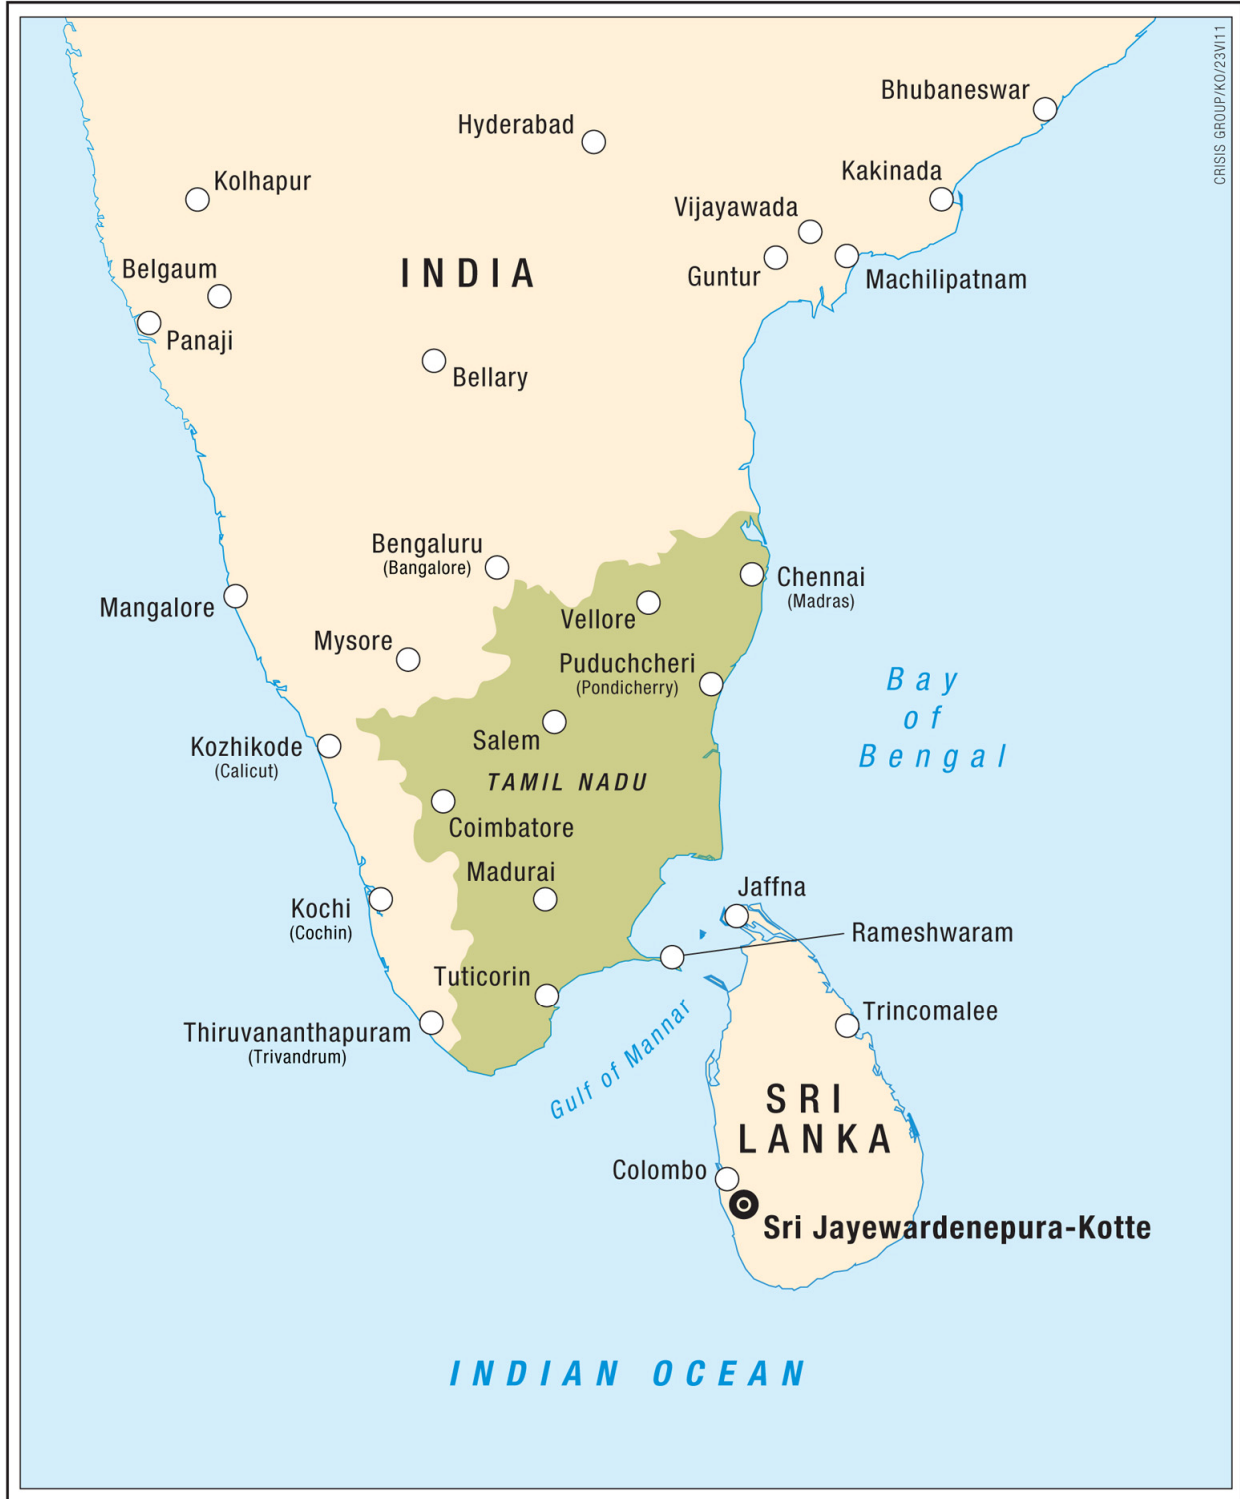 CRISIS GROUP/KO/23VI11
Bhubaneswar
Hyderabad
Kakinada
Kolhapur
Vijayawada
Belgaum
INDIA
Guntur
Machilipatnam
Panaji
Bellary
Bengaluru
(Bangalore)
Chennai
(Madras)
Mangalore
Vellore
Mysore
Puduchcheri
(Pondicherry)
Bay
of
Bengal
Salem
Kozhikode
(Calicut)
TAMIL NADU
Coimbatore
Madurai
Jaffna
Kochi
(Cochin)
Rameshwaram
Tuticorin
Trincomalee
Thiruvananthapuram
(Trivandrum)
Gulf of Mannar
SRI
LANKA
Colombo
Sri Jayewardenepura-Kotte
INDIAN OCEAN